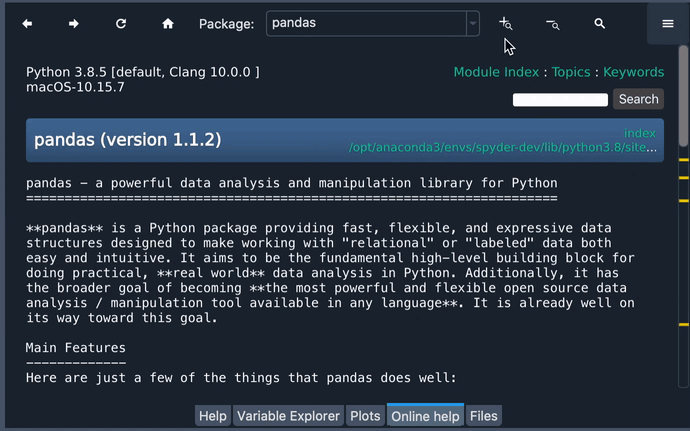 Package: pandas
Python 3.8.5 [default, Clang 10.0.0 ]
macOS-10.15.7
Module Index : Topics : Keywords
Search
pandas (version 1.1.2)
index
/opt/anaconda3/envs/spyder-dev/lib/python3.8/site...
pandas - a powerful data analysis and manipulation library for Python
=====================================================================
**pandas** is a Python package providing fast, flexible, and expressive data
structures designed to make working with "relational" or "labeled" data both
easy and intuitive. It aims to be the fundamental high-level building block for
doing practical, **real world** data analysis in Python. Additionally, it has
the broader goal of becoming **the most powerful and flexible open source data
analysis / manipulation tool available in any language**. It is already well on
its way toward this goal.
Main Features
-------------
Here are just a few of the things that pandas does well:
Help Variable Explorer Plots Online help Files